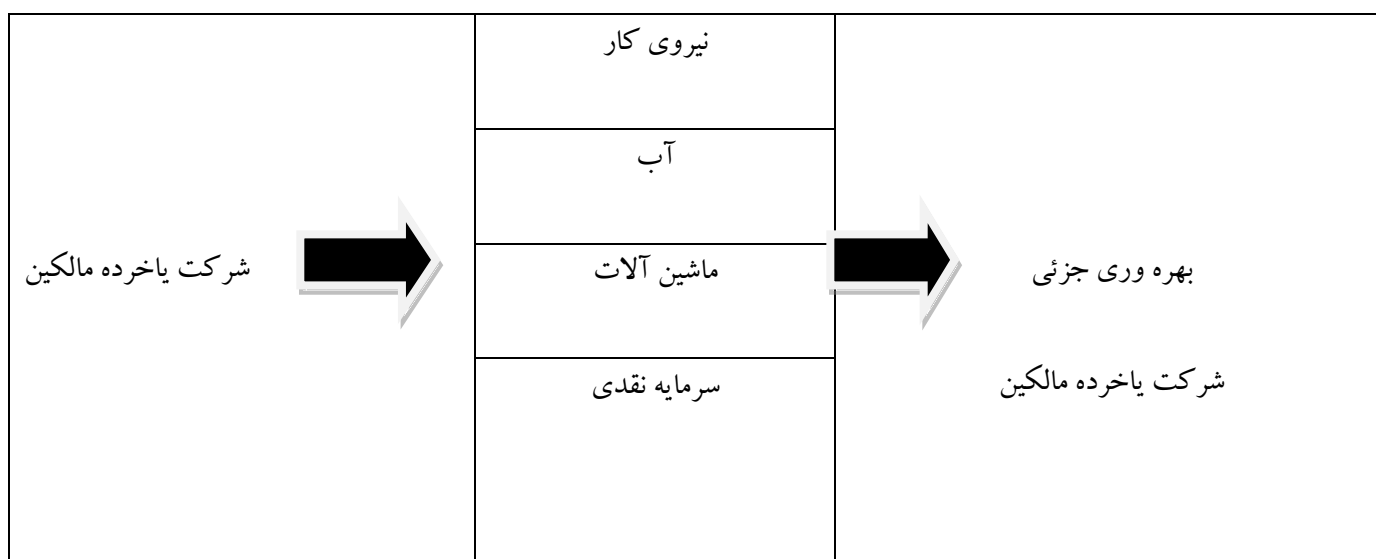 نیروی کار
آب
شرکت یاخرده مالکین
ماشین آلات
بهره وری جزئی
سرمایه نقدی
شرکت یاخرده مالکین